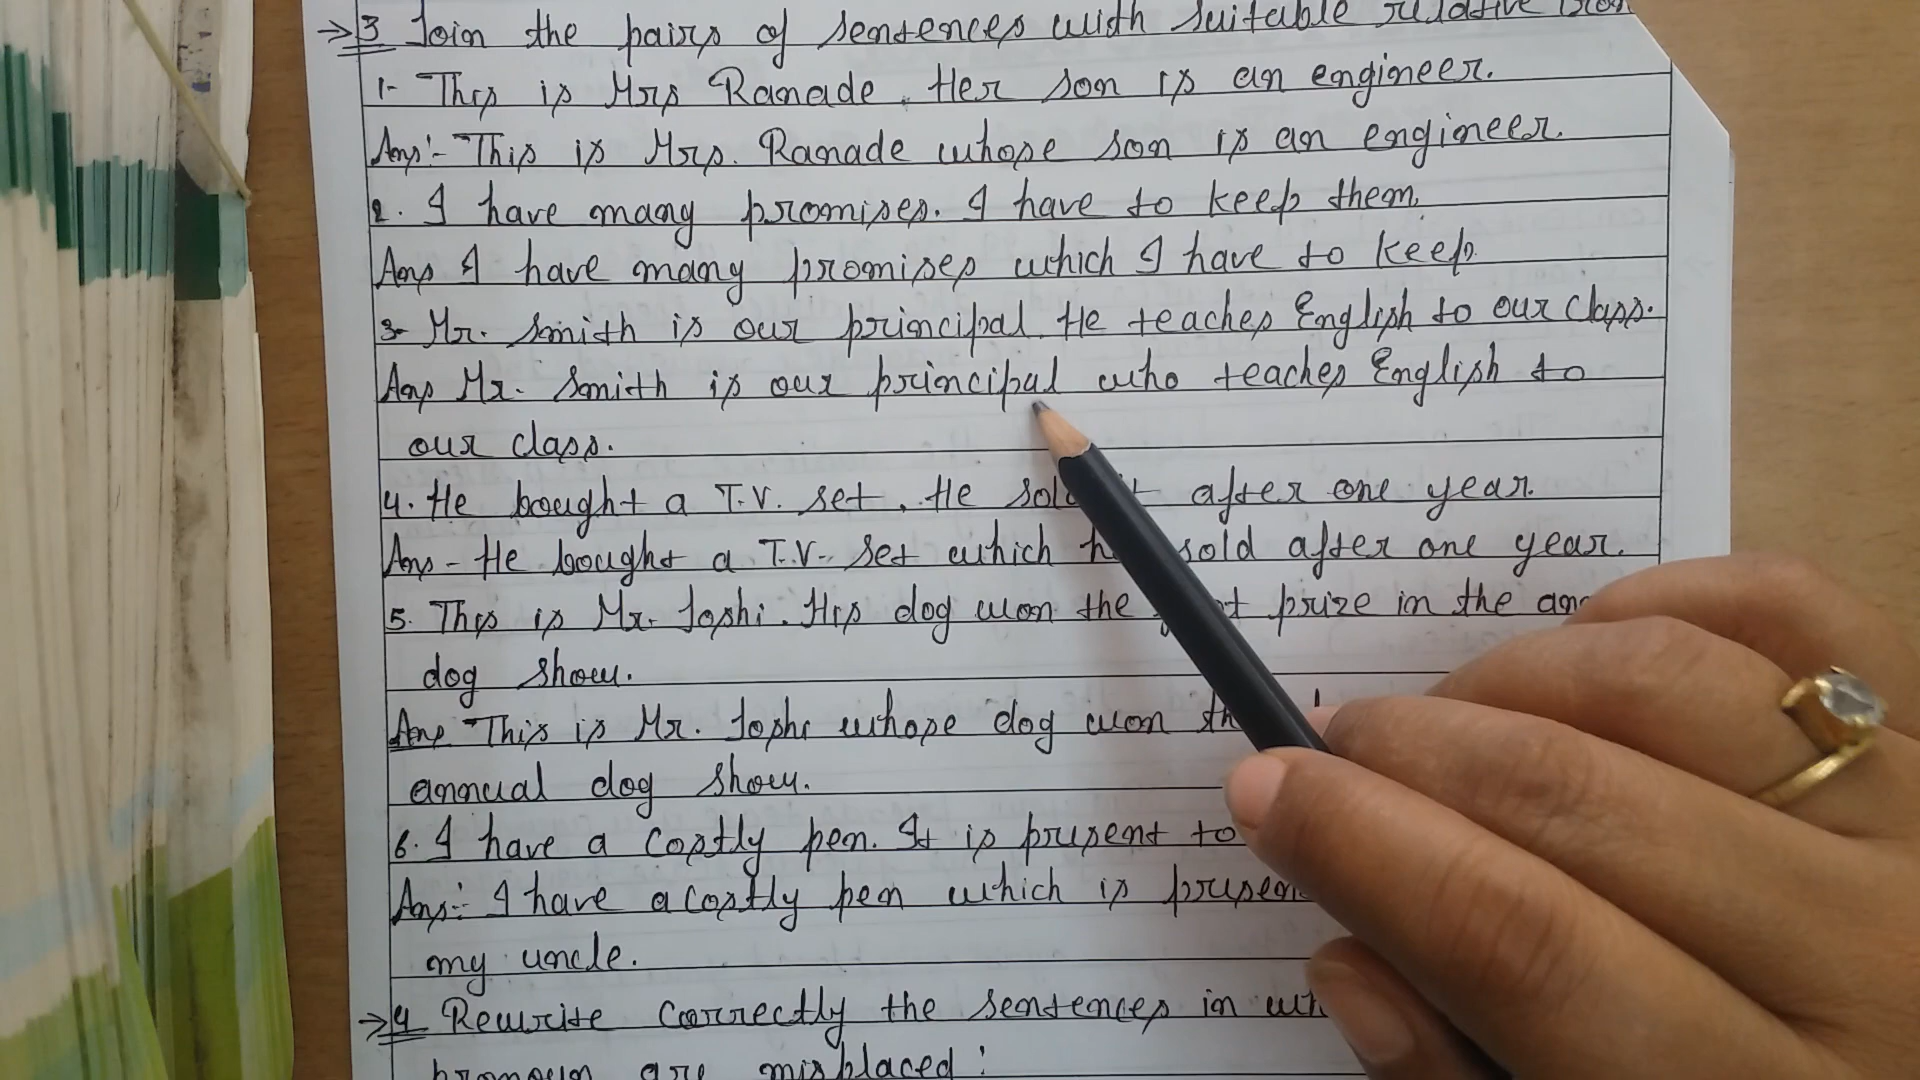 →3 Join the pairs of sentences with suitable relative
1- This is Mrs Ranade. Her son is an engineer.
Ans:- This is Mrs. Ranade whose son is an engineer.
2. I have many promises. I have to keep them.
Ans I have many promises which I have to keep.
3- Mr. Smith is our principal. He teaches English to our class.
Ans Mr. Smith is our principal who teaches English to
our class.
4. He bought a T.V. set. He sold it after one year.
Ans - He bought a T.V- set which sold after one year.
5. This is Mr. Joshi. His dog won the prize in the
dog show.
Ans This is Mr. Joshi whose dog won
annual dog show.
6. I have a costly pen. It is present to
Ans:- I have a costly pen which is
my uncle.
→4 Rewrite correctly the sentences in
pronoun are misplaced: